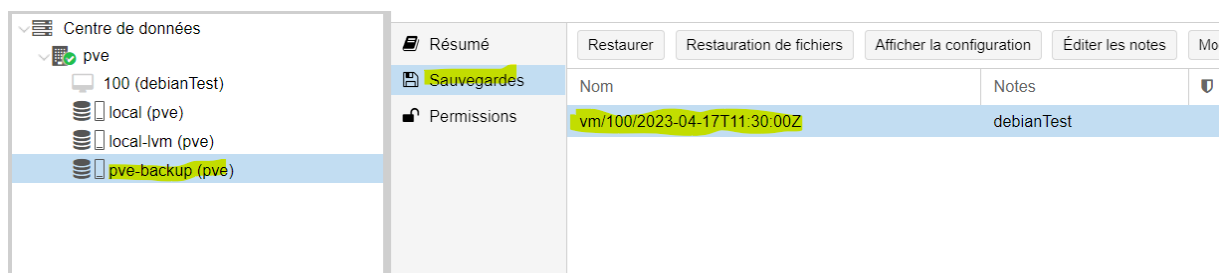 Centre de données
pve
100 (debianTest)
local (pve)
local-lvm (pve)
pve-backup (pve)
Résumé
Sauvegardes
Permissions
Restaurer Restauration de fichiers Afficher la configuration Éditer les notes Mo
Nom Notes
vm/100/2023-04-17T11:30:00Z debianTest